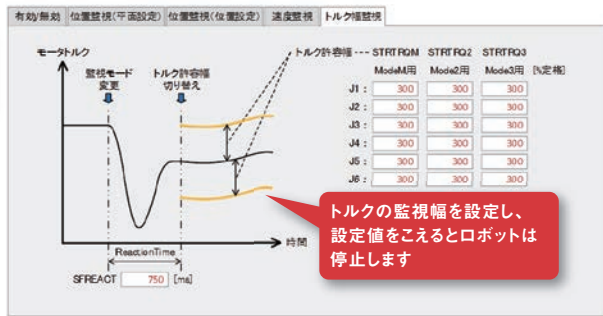 有効/無効 位置監視(平面設定) 位置監視(位置設定) 速度監視 トルク幅監視
モータトルク
監視モード
変更
トルク許容幅
切り替え
トルク許容幅 --- STRTRQM STRTRQ2 STRTRQ3
ModeM用 Mode2用 Mode3用 [%定格]
J1 : 300 300 300
J2 : 300 300 300
J3 : 300 300 300
J4 : 300 300 300
J5 : 300 300 300
J6 : 300 300 300
時間
ReactionTime
SFREACT 750 [ms]
トルクの監視幅を設定し、
設定値をこえるとロボットは
停止します